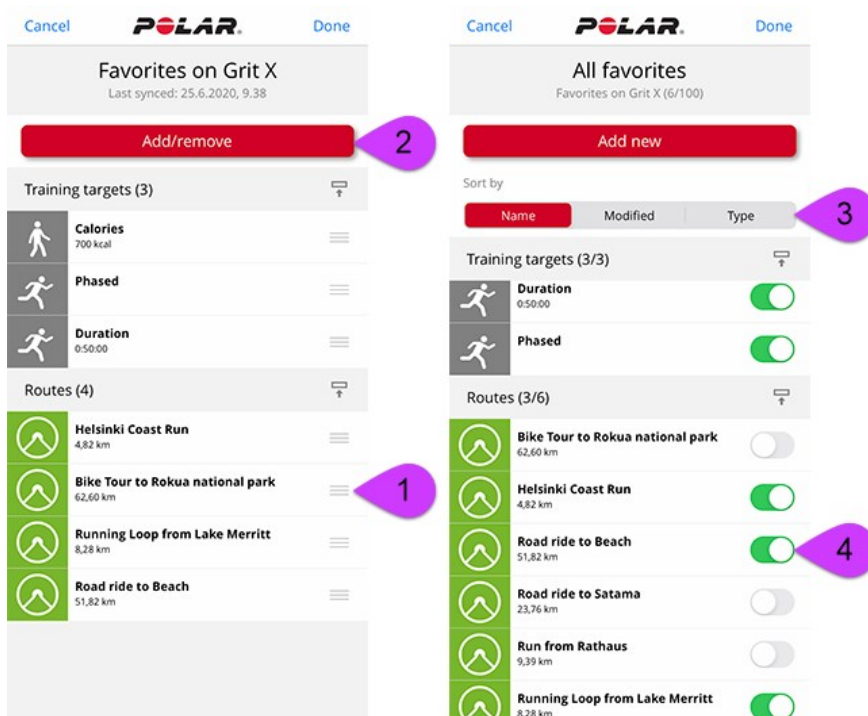 Cancel
POLAR.
Done
Favorites on Grit X
Last synced: 25.6.2020, 9.38
Add/remove
2
Training targets (3)
Calories
700 kcal
Phased
Duration
0:50:00
Routes (4)
Helsinki Coast Run
4,82 km
Bike Tour to Rokua national park
62,60 km
1
Running Loop from Lake Merritt
8,28 km
Road ride to Beach
51,82 km
Cancel
POLAR.
Done
All favorites
Favorites on Grit X (6/100)
Add new
Sort by
Name
Modified
Type
3
Training targets (3/3)
Duration
0:50:00
Phased
Routes (3/6)
Bike Tour to Rokua national park
62,60 km
Helsinki Coast Run
4,82 km
Road ride to Beach
51,82 km
4
Road ride to Satama
23,76 km
Run from Rathaus
9,39 km
Running Loop from Lake Merritt
8,28 km